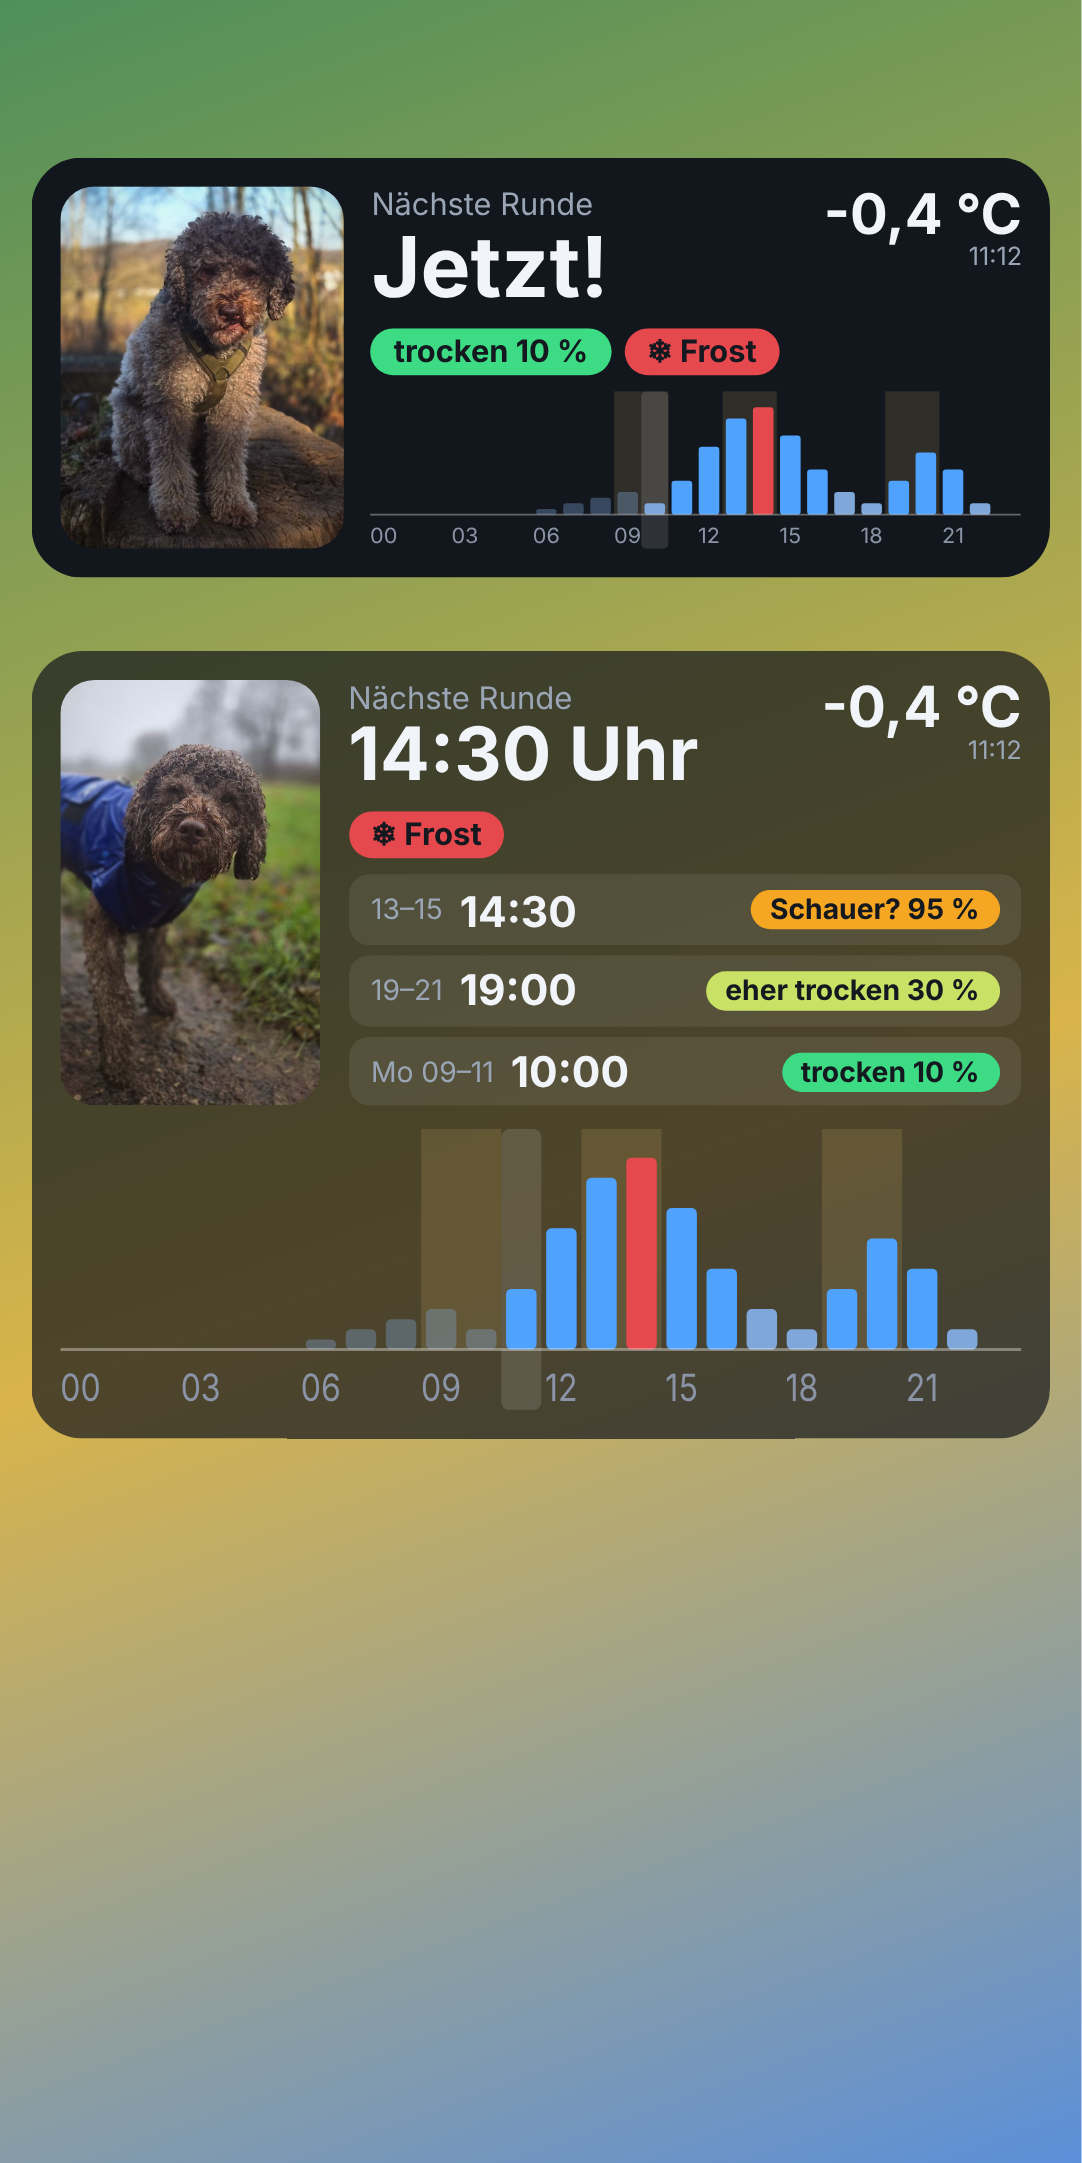 Nächste Runde
Jetzt!
-0,4 °C
11:12
trocken 10 %
❄ Frost
00 03 06 09 12 15 18 21
Nächste Runde
14:30 Uhr
-0,4 °C
11:12
❄ Frost
13–15 14:30 Schauer? 95 %
19–21 19:00 eher trocken 30 %
Mo 09–11 10:00 trocken 10 %
00 03 06 09 12 15 18 21